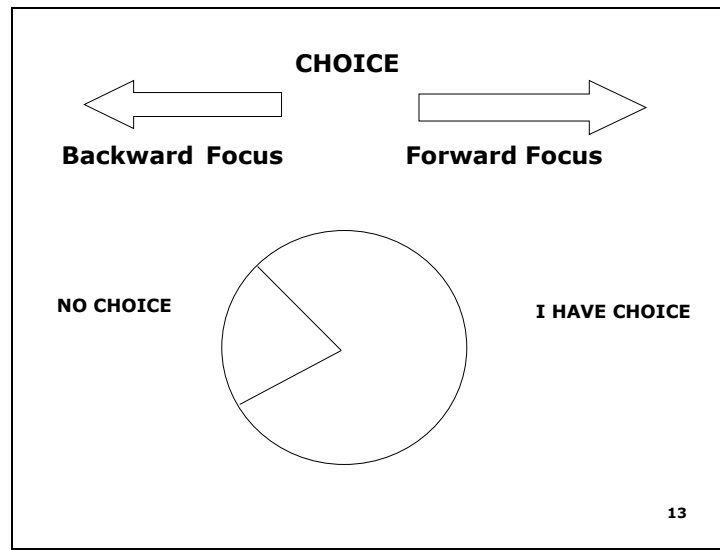 CHOICE
Backward Focus
Forward Focus
NO CHOICE
I HAVE CHOICE
13